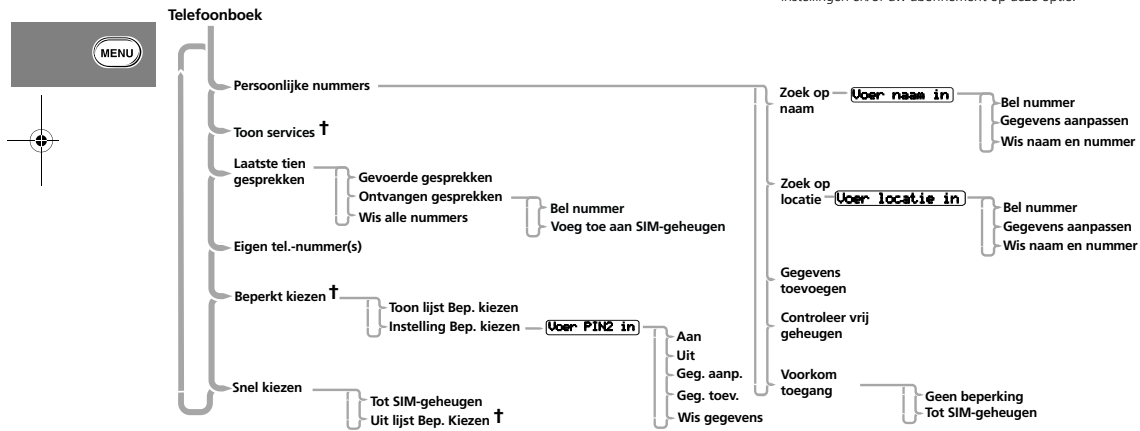 instellingen en/of uw abonnement op deze optie.
Telefoonboek
MENU
Persoonlijke nummers
Toon services †
Laatste tien
gesprekken
Gevoerde gesprekken
Ontvangen gesprekken
Wis alle nummers
Bel nummer
Voeg toe aan SIM-geheugen
Eigen tel.-nummer(s)
Beperkt kiezen †
Toon lijst Bep. kiezen
Instelling Bep. kiezen
Voer PIN2 in
Aan
Uit
Geg. aanp.
Geg. toev.
Wis gegevens
Snel kiezen
Tot SIM-geheugen
Uit lijst Bep. Kiezen †
Zoek op
naam
Voer naam in
Bel nummer
Gegevens aanpassen
Wis naam en nummer
Zoek op
locatie
Voer locatie in
Bel nummer
Gegevens aanpassen
Wis naam en nummer
Gegevens
toevoegen
Controleer vrij
geheugen
Voorkom
toegang
Geen beperking
Tot SIM-geheugen